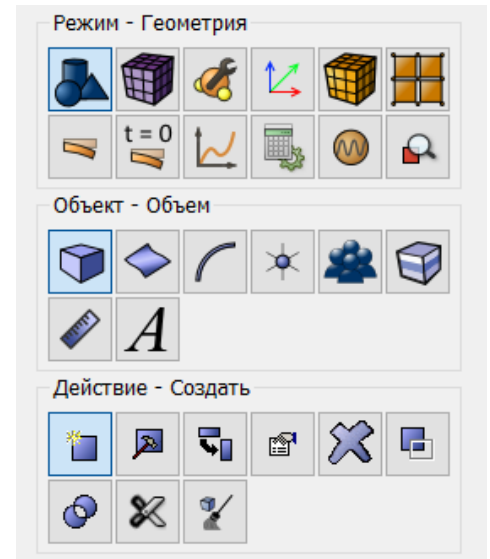 Режим - Геометрия
t = 0
Объект - Объем
A
Действие - Создать